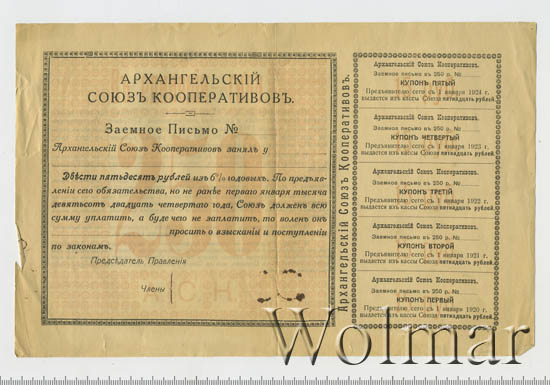 АРХАНГЕЛЬСКІЙ
СОЮЗЪ КООПЕРАТИВОВЪ.
Заемное Письмо №
Архангельскій Союзъ Кооперативовъ занялъ у
Двѣсти пятьдесятъ рублей изъ 6% годовыхъ. По предъяв-
леніи сего обязательства, но не ранѣе перваго января тысяча
девятьсотъ двадцать четвертаго года, Союзъ долженъ всю
сумму уплатить, а буде чего не заплатитъ, то воленъ онъ
просить о взысканіи и поступленіи
по законамъ.
Предсѣдатель Правленія
Члены
Архангельскій Союзъ Кооперативовъ.
Архангельскій Союзъ Кооперативовъ.
Заемное письмо въ 250 р. №
КУПОНЪ ПЯТЫЙ
Предъявителю сего съ 1 января 1924 г.
выдается изъ кассы Союза пятнадцать рублей.
Архангельскій Союзъ Кооперативовъ.
Заемное письмо въ 250 р. №
КУПОНЪ ЧЕТВЕРТЫЙ
Предъявителю сего съ 1 января 1923 г.
выдается изъ кассы Союза пятнадцать рублей.
Архангельскій Союзъ Кооперативовъ.
Заемное письмо въ 250 р. №
КУПОНЪ ТРЕТІЙ
Предъявителю сего съ 1 января 1922 г.
выдается изъ кассы Союза пятнадцать рублей.
Архангельскій Союзъ Кооперативовъ.
Заемное письмо въ 250 р. №
КУПОНЪ ВТОРОЙ
Предъявителю сего съ 1 января 1921 г.
выдается изъ кассы Союза пятнадцать рублей.
Архангельскій Союзъ Кооперативовъ.
Заемное письмо въ 250 р. №
КУПОНЪ ПЕРВЫЙ
Предъявителю сего съ 1 января 1920 г.
выдается изъ кассы Союза пятнадцать рублей.
Wolmar